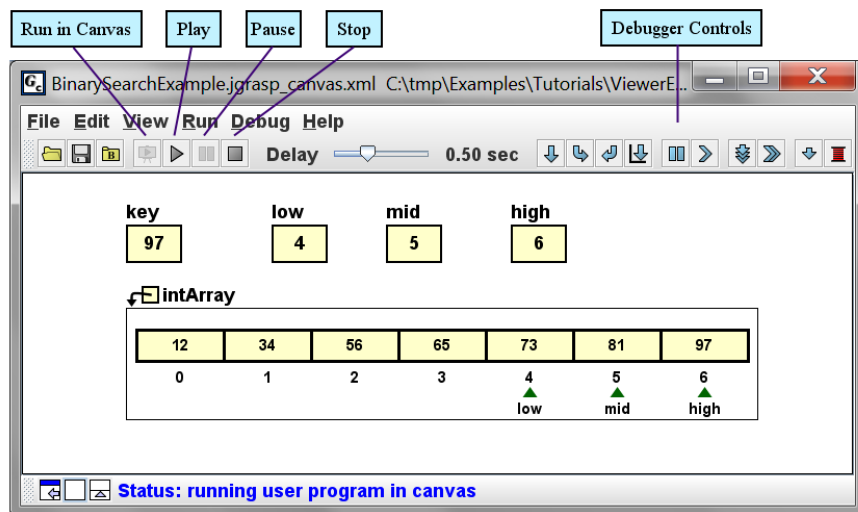 Run in Canvas Play Pause Stop Debugger Controls
BinarySearchExample.jgrasp_canvas.xml C:\tmp\Examples\Tutorials\ViewerE...
File Edit View Run Debug Help
Delay 0.50 sec
key low mid high
97 4 5 6
intArray
12 34 56 65 73 81 97
0 1 2 3 4 5 6
low mid high
Status: running user program in canvas